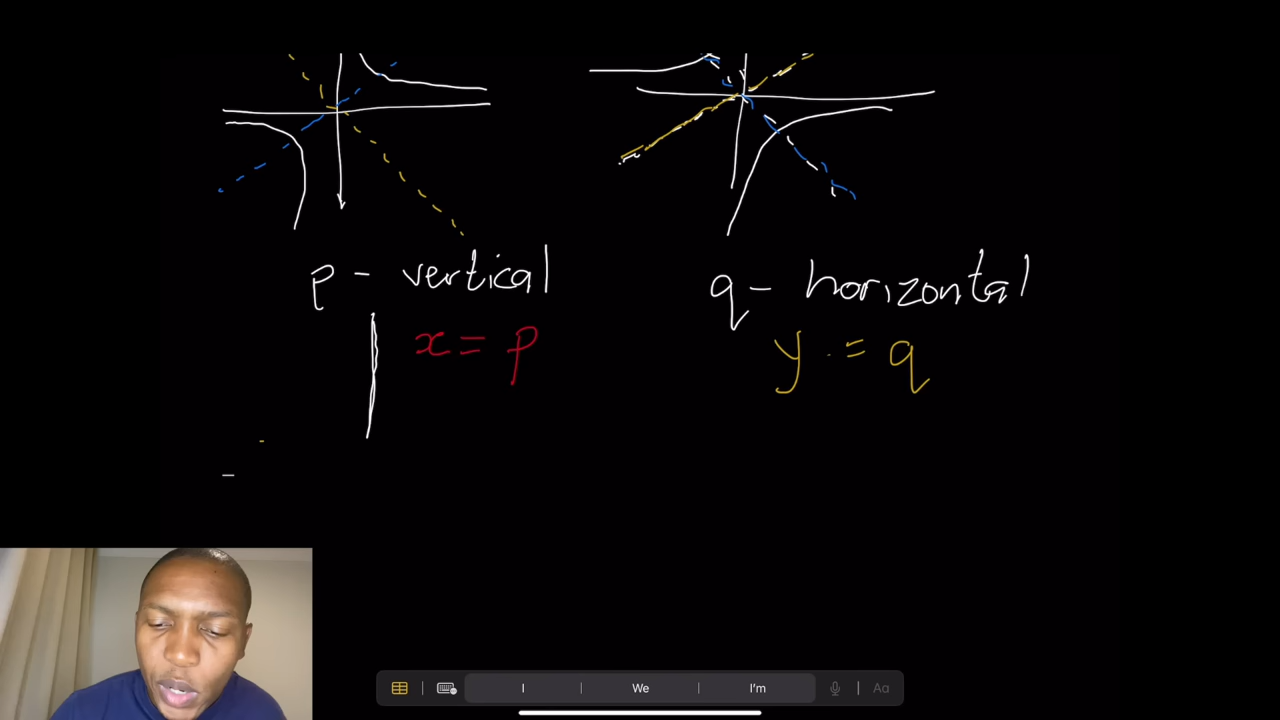 p - vertical
q - horizontal
x = p
y = q
I
We
I'm
Aa